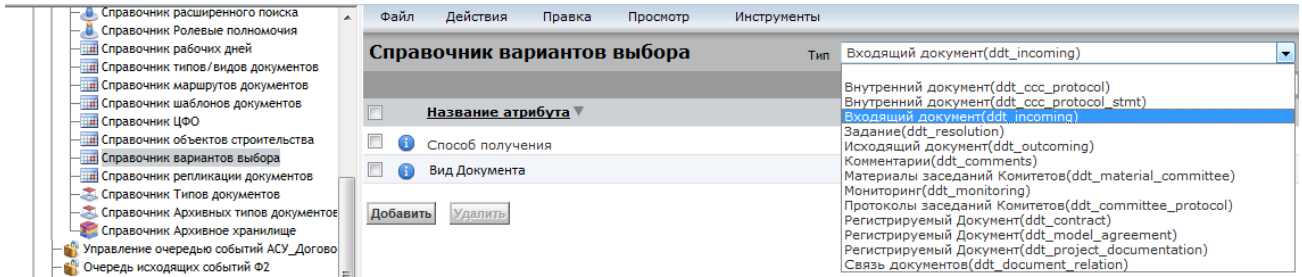 Справочник расширенного поиска
Справочник Ролевые полномочия
Справочник рабочих дней
Справочник типов/видов документов
Справочник маршрутов документов
Справочник шаблонов документов
Справочник ЦФО
Справочник объектов строительства
Справочник вариантов выбора
Справочник репликации документов
Справочник Типов документов
Справочник Архивных типов документов
Справочник Архивное хранилище
Управление очередью событий АСУ_Догово
Очередь исходящих событий Ф2
Файл Действия Правка Просмотр Инструменты
Справочник вариантов выбора
Тип Входящий документ(ddt_incoming)
Внутренний документ(ddt_ccc_protocol)
Внутренний документ(ddt_ccc_protocol_stmt)
Входящий документ(ddt_incoming)
Задание(ddt_resolution)
Исходящий документ(ddt_outcoming)
Комментарии(ddt_comments)
Материалы заседаний Комитетов(ddt_material_committee)
Мониторинг(ddt_monitoring)
Протоколы заседаний Комитетов(ddt_committee_protocol)
Регистрируемый Документ(ddt_contract)
Регистрируемый Документ(ddt_model_agreement)
Регистрируемый Документ(ddt_project_documentation)
Связь документов(ddt_document_relation)
Название атрибута
Способ получения
Вид Документа
Добавить Удалить